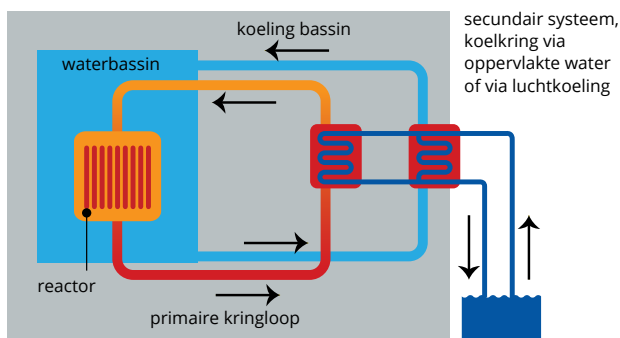 koeling bassin
secundair systeem,
koelkring via
oppervlakte water
of via luchtkoeling
waterbassin
reactor
primaire kringloop